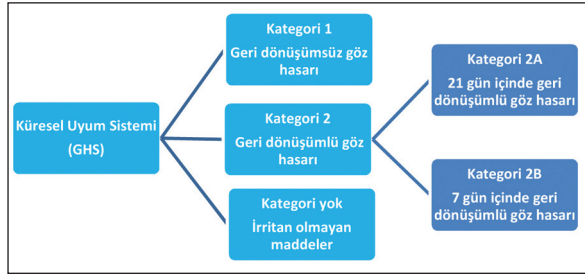 Küresel Uyum Sistemi
(GHS)
Kategori 1
Geri dönüşümsüz göz
hasarı
Kategori 2
Geri dönüşümlü göz
hasarı
Kategori yok
İrritan olmayan
maddeler
Kategori 2A
21 gün içinde geri
dönüşümlü göz hasarı
Kategori 2B
7 gün içinde geri
dönüşümlü göz hasarı